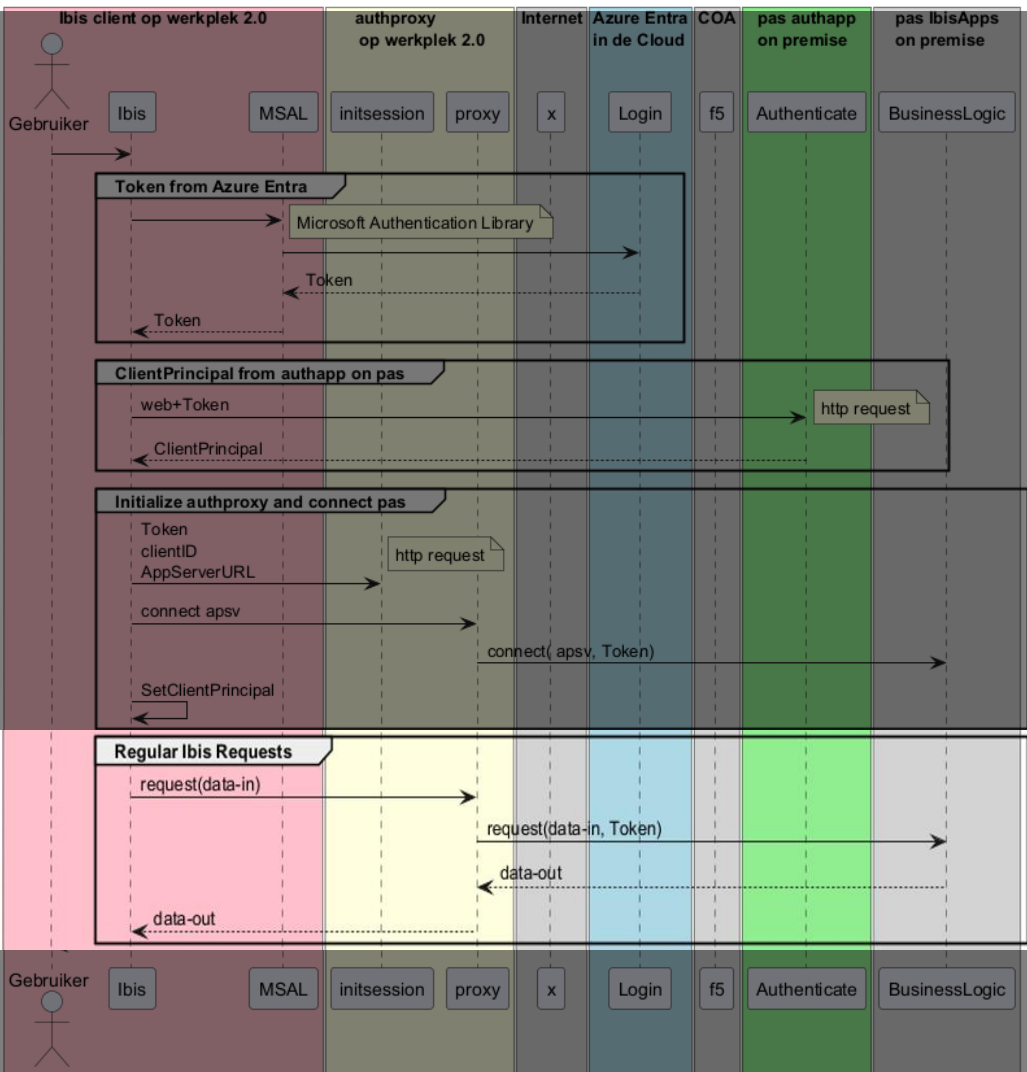 Ibis client op werkplek 2.0
authproxy
op werkplek 2.0
Internet
Azure Entra
in de Cloud
COA
pas authapp
on premise
pas IbisApps
on premise
Gebruiker
Ibis
MSAL
initsession
proxy
x
Login
f5
Authenticate
BusinessLogic
Token from Azure Entra
Microsoft Authentication Library
Token
Token
ClientPrincipal from authapp on pas
web+Token
http request
ClientPrincipal
Initialize authproxy and connect pas
Token
clientID
AppServerURL
http request
connect apsv
connect( apsv, Token)
SetClientPrincipal
Regular Ibis Requests
request(data-in)
request(data-in, Token)
data-out
data-out
Gebruiker
Ibis
MSAL
initsession
proxy
x
Login
f5
Authenticate
BusinessLogic